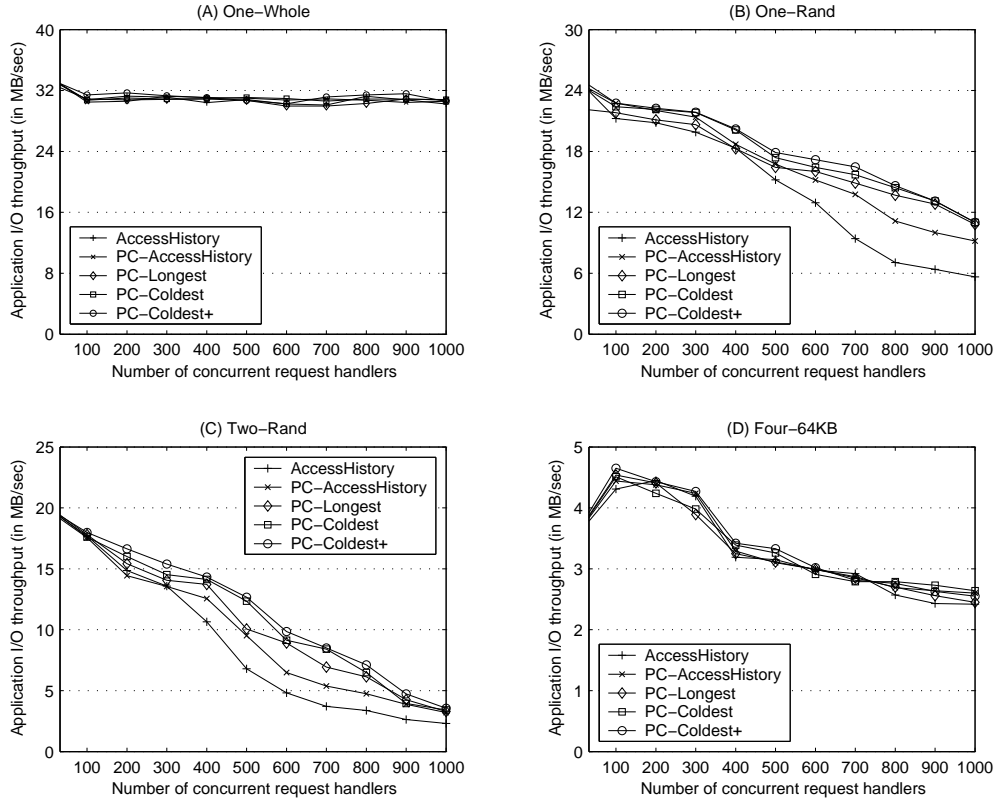 (A) One−Whole
Application I/O throughput (in MB/sec)
40
32
24
16
8
0
AccessHistory
PC−AccessHistory
PC−Longest
PC−Coldest
PC−Coldest+
100 200 300 400 500 600 700 800 900 1000
Number of concurrent request handlers
(B) One−Rand
Application I/O throughput (in MB/sec)
30
24
18
12
6
0
AccessHistory
PC−AccessHistory
PC−Longest
PC−Coldest
PC−Coldest+
100 200 300 400 500 600 700 800 900 1000
Number of concurrent request handlers
(C) Two−Rand
Application I/O throughput (in MB/sec)
25
20
15
10
5
0
AccessHistory
PC−AccessHistory
PC−Longest
PC−Coldest
PC−Coldest+
100 200 300 400 500 600 700 800 900 1000
Number of concurrent request handlers
(D) Four−64KB
Application I/O throughput (in MB/sec)
5
4
3
2
1
0
AccessHistory
PC−AccessHistory
PC−Longest
PC−Coldest
PC−Coldest+
100 200 300 400 500 600 700 800 900 1000
Number of concurrent request handlers